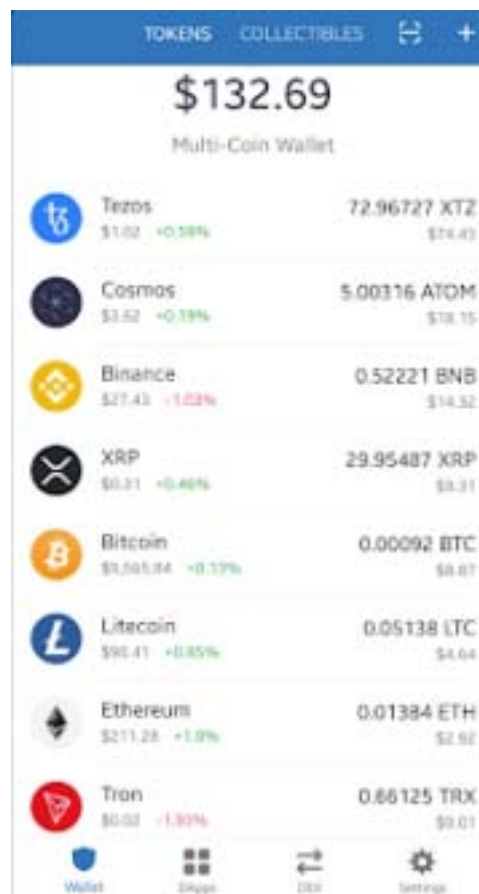 TOKENS COLLECTIBLES
$132.69
Multi-Coin Wallet
Tezos 72.96727 XTZ
$1.02 +0.59% $74.43
Cosmos 5.00316 ATOM
$3.62 +0.79% $18.15
Binance 0.52221 BNB
$27.43 -1.03% $14.32
XRP 29.95487 XRP
$0.31 +0.46% $9.31
Bitcoin 0.00092 BTC
+0.13%
Litecoin 0.05138 LTC
$90.41 +0.85% $4.64
Ethereum 0.01384 ETH
$211.28 +1.0% $2.92
Tron 0.66125 TRX
$0.02 -1.93% $0.01
Wallet DApps DEX Settings